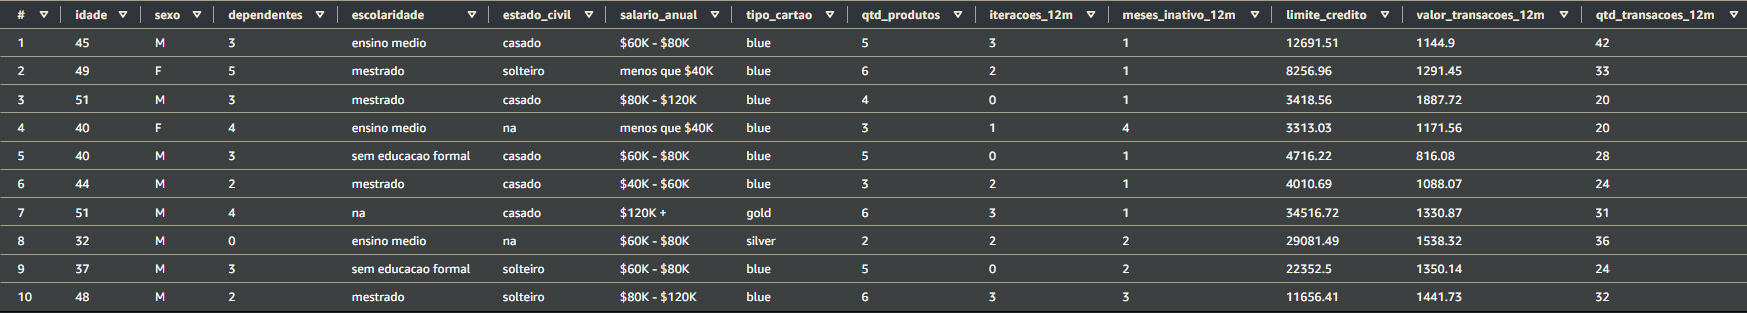 # idade sexo dependentes escolaridade estado_civil salario_anual tipo_cartao qtd_produtos iteracoes_12m meses_inativo_12m limite_credito valor_transacoes_12m qtd_transacoes_12m
1 45 M 3 ensino medio casado $60K - $80K blue 5 3 1 12691.51 1144.9 42
2 49 F 5 mestrado solteiro menos que $40K blue 6 2 1 8256.96 1291.45 33
3 51 M 3 mestrado casado $80K - $120K blue 4 0 1 3418.56 1887.72 20
4 40 F 4 ensino medio na menos que $40K blue 3 1 4 3313.03 1171.56 20
5 40 M 3 sem educacao formal casado $60K - $80K blue 5 0 1 4716.22 816.08 28
6 44 M 2 mestrado casado $40K - $60K blue 3 2 1 4010.69 1088.07 24
7 51 M 4 na casado $120K + gold 6 3 1 34516.72 1330.87 31
8 32 M 0 ensino medio na $60K - $80K silver 2 2 2 29081.49 1538.32 36
9 37 M 3 sem educacao formal solteiro $60K - $80K blue 5 0 2 22352.5 1350.14 24
10 48 M 2 mestrado solteiro $80K - $120K blue 6 3 3 11656.41 1441.73 32